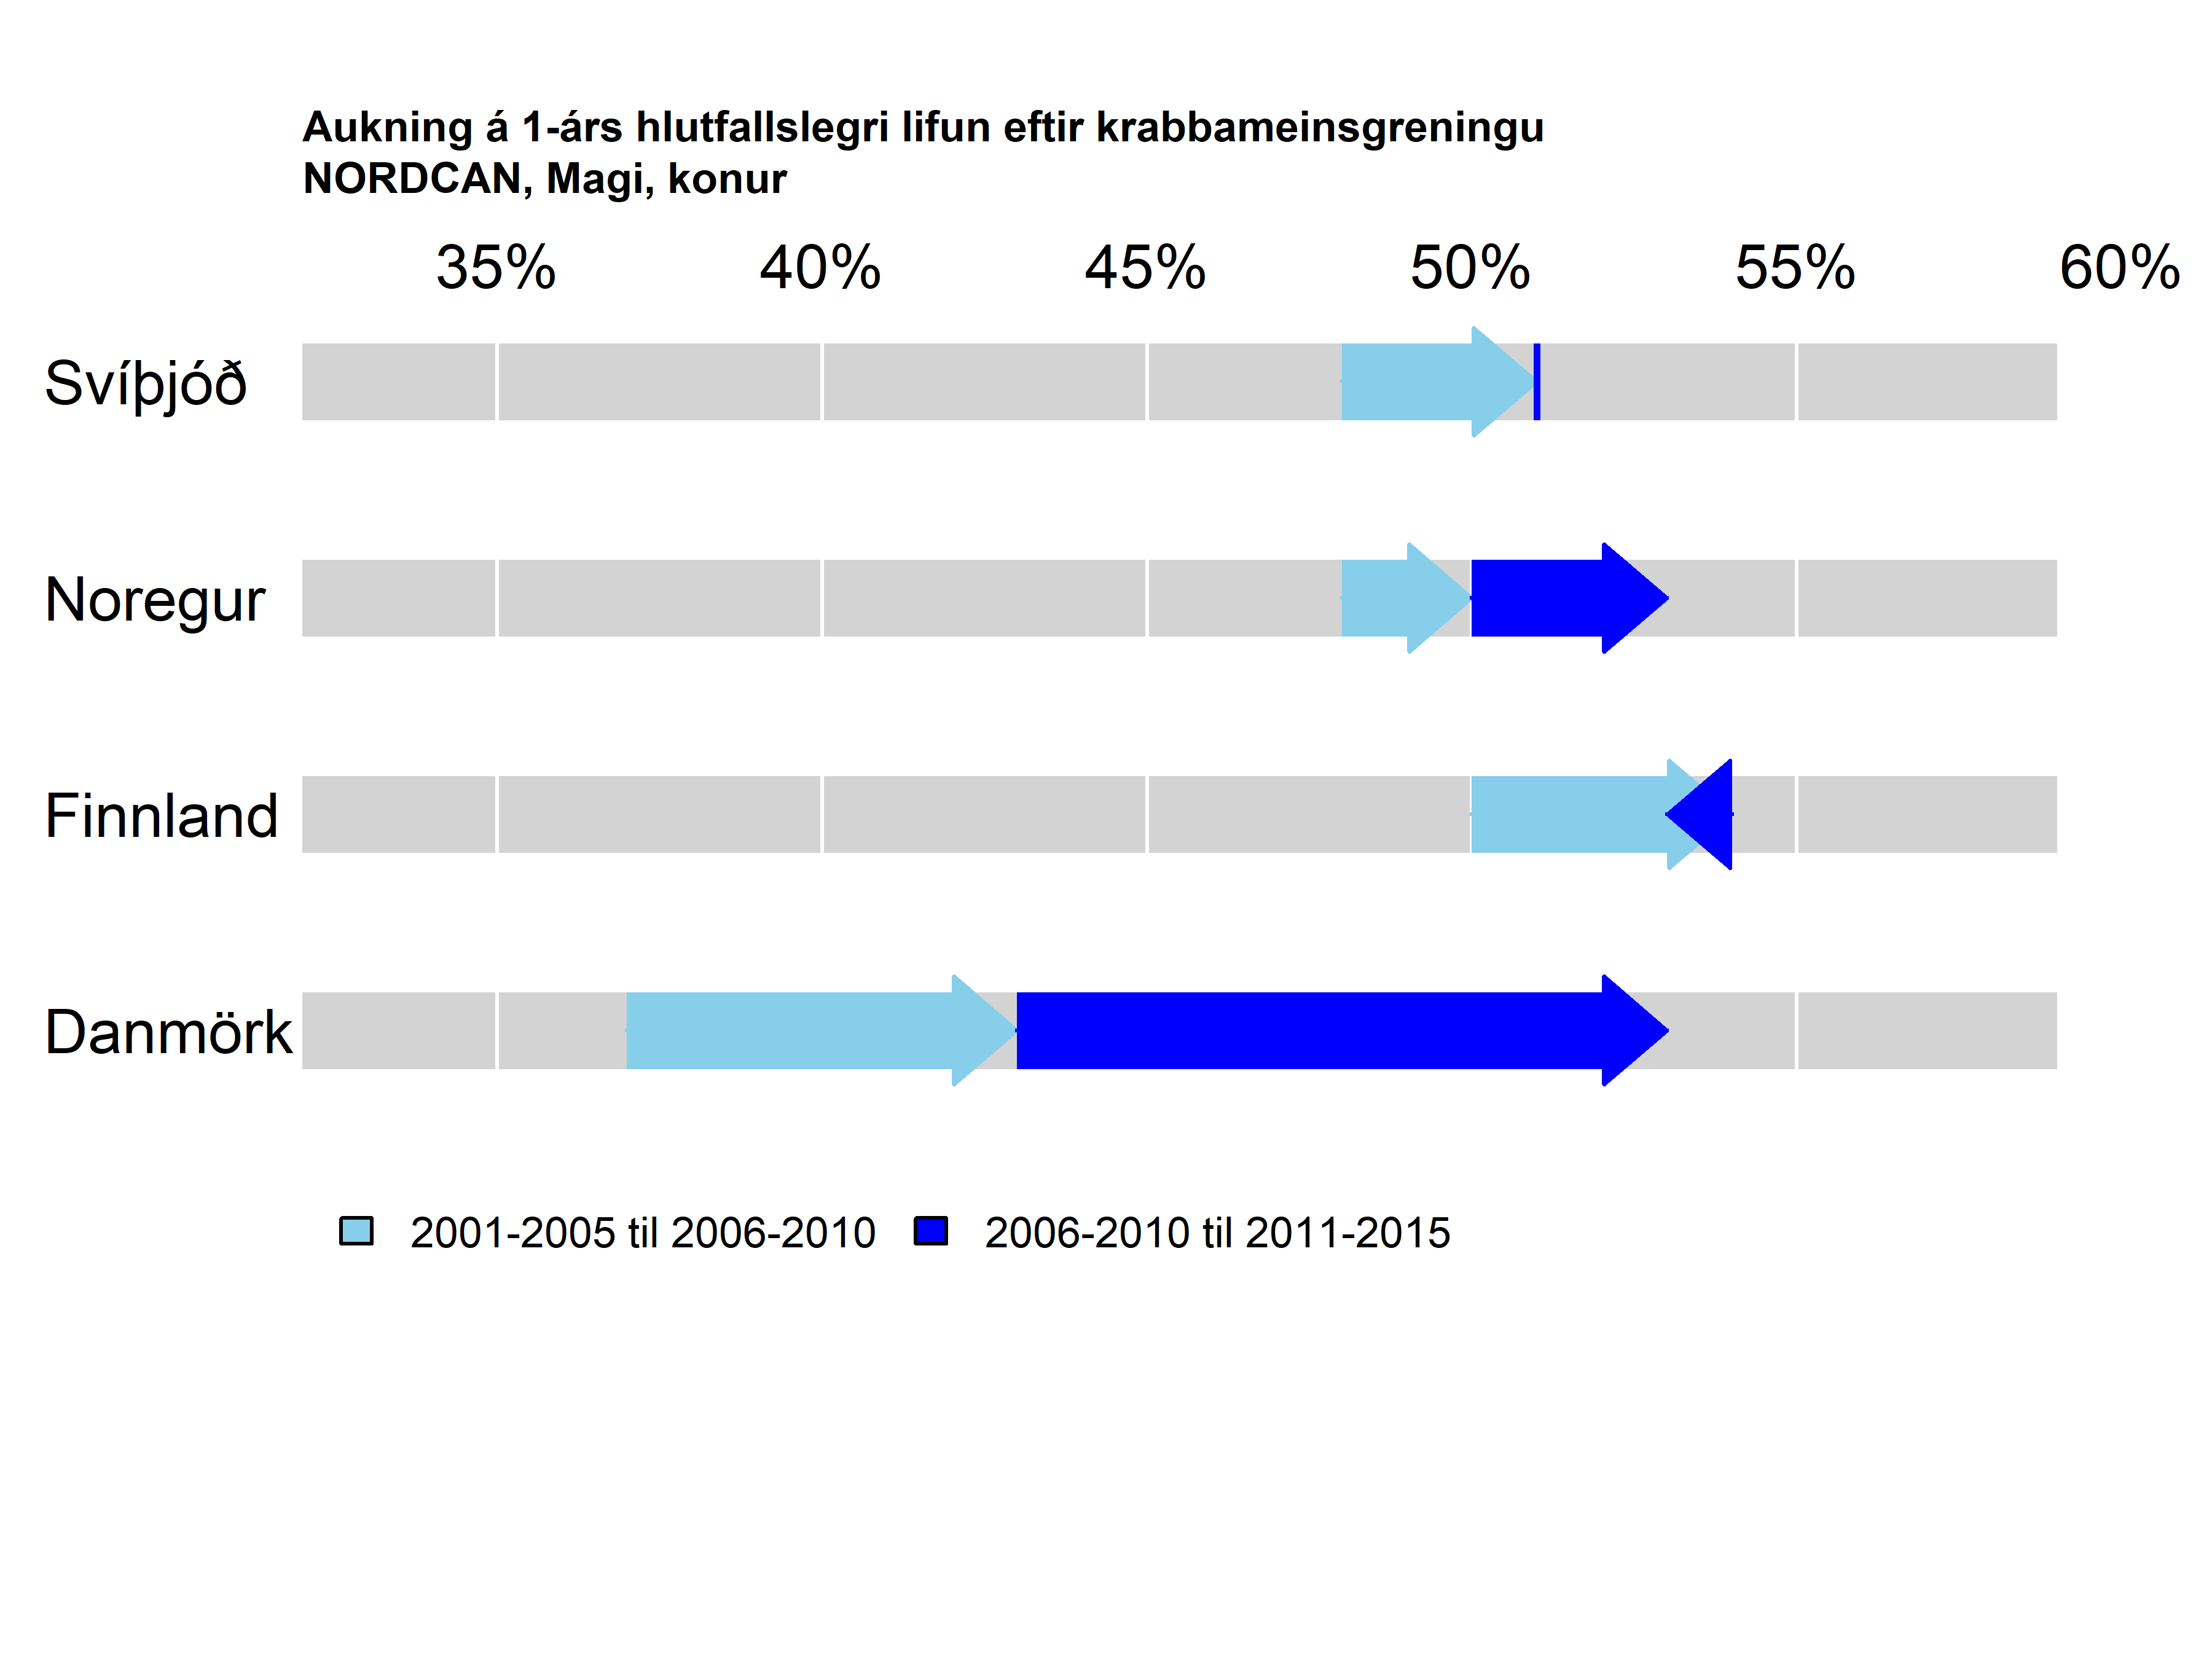 Aukning á 1-árs hlutfallslegri lifun eftir krabbameinsgreningu
NORDCAN, Magi, konur
35% 40% 45% 50% 55% 60%
Svíþjóð
Noregur
Finnland
Danmörk
2001-2005 til 2006-2010 2006-2010 til 2011-2015